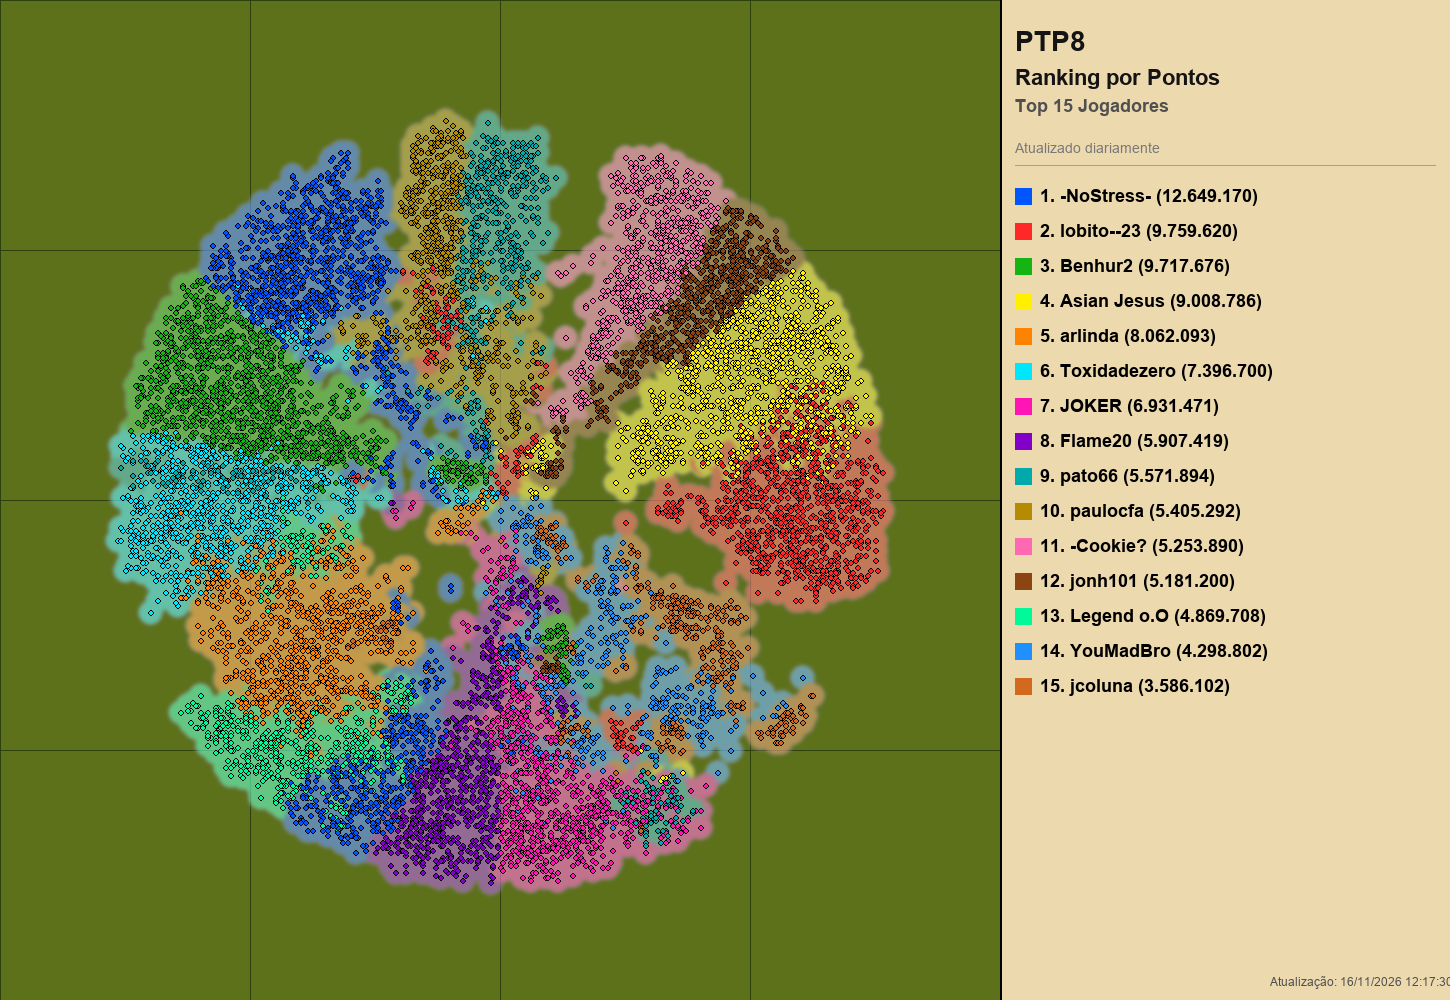 PTP8
Ranking por Pontos
Top 15 Jogadores
Atualizado diariamente
1. -NoStress- (12.649.170)
2. lobito--23 (9.759.620)
3. Benhur2 (9.717.676)
4. Asian Jesus (9.008.786)
5. arlinda (8.062.093)
6. Toxidadezero (7.396.700)
7. JOKER (6.931.471)
8. Flame20 (5.907.419)
9. pato66 (5.571.894)
10. paulocfa (5.405.292)
11. -Cookie? (5.253.890)
12. jonh101 (5.181.200)
13. Legend o.O (4.869.708)
14. YouMadBro (4.298.802)
15. jcoluna (3.586.102)
Atualização: 16/11/2026 12:17:30